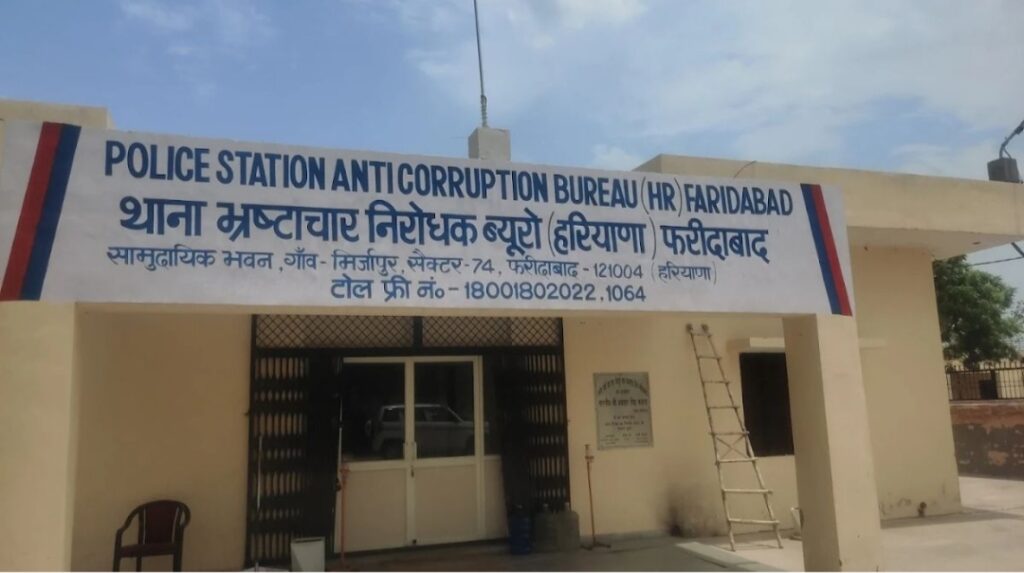 POLICE STATION ANTI CORRUPTION BUREAU (HR) FARIDABAD
थाना भ्रष्टाचार निरोधक ब्यूरो (हरियाणा) फरीदाबाद
सामुदायिक भवन, गाँव- मिर्जापुर, सैक्टर-74, फरीदाबाद - 121004 (हरियाणा)
टोल फ्री नं॰ - 18001802022, 1064